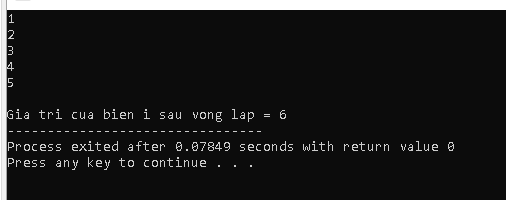 1
2
3
4
5
Gia tri cua bien i sau vong lap = 6
--------------------------------
Process exited after 0.07849 seconds with return value 0
Press any key to continue . . .